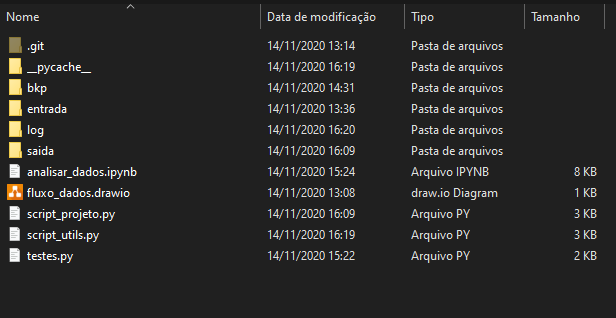 Nome Data de modificação Tipo Tamanho
.git 14/11/2020 13:14 Pasta de arquivos
__pycache__ 14/11/2020 16:19 Pasta de arquivos
bkp 14/11/2020 14:31 Pasta de arquivos
entrada 14/11/2020 13:36 Pasta de arquivos
log 14/11/2020 16:20 Pasta de arquivos
saida 14/11/2020 16:09 Pasta de arquivos
analisar_dados.ipynb 14/11/2020 15:24 Arquivo IPYNB 8 KB
fluxo_dados.drawio 14/11/2020 13:08 draw.io Diagram 1 KB
script_projeto.py 14/11/2020 16:09 Arquivo PY 3 KB
script_utils.py 14/11/2020 16:19 Arquivo PY 3 KB
testes.py 14/11/2020 15:22 Arquivo PY 2 KB